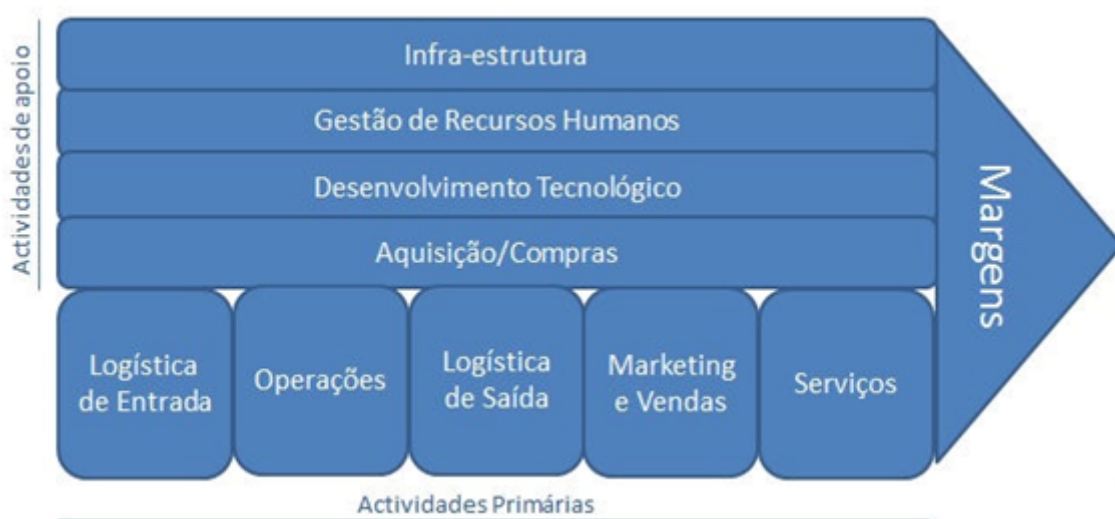 Actividades de apoio
Infra-estrutura
Gestão de Recursos Humanos
Desenvolvimento Tecnológico
Aquisição/Compras
Logística
de Entrada
Operações
Logística
de Saída
Marketing
e Vendas
Serviços
Margens
Actividades Primárias